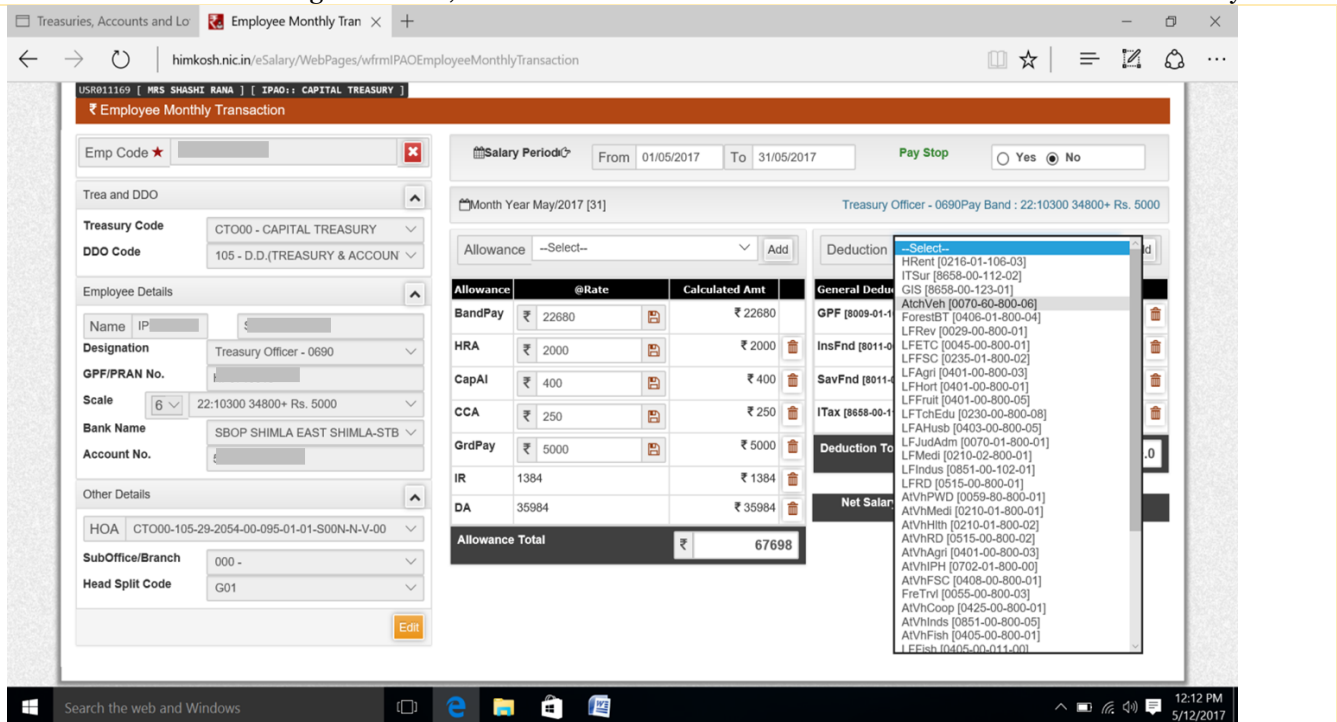 Treasuries, Accounts and Lo
Employee Monthly Tran
himkosh.nic.in/eSalary/WebPages/wfrmIPAOEmployeeMonthlyTransaction
USR011169 [ MRS SHASHI RANA ] [ IPAO:: CAPITAL TREASURY ]
₹ Employee Monthly Transaction
Emp Code ★
Salary Period
From 01/05/2017 To 31/05/2017
Pay Stop
Yes No
Trea and DDO
Treasury Code CTO00 - CAPITAL TREASURY
DDO Code 105 - D.D.(TREASURY & ACCOUN
Employee Details
Name IP
Designation Treasury Officer - 0690
GPF/PRAN No.
Scale 6 22:10300 34800+ Rs. 5000
Bank Name SBOP SHIMLA EAST SHIMLA-STB
Account No.
Other Details
HOA CTO00-105-29-2054-00-095-01-01-S00N-N-V-00
SubOffice/Branch 000 -
Head Split Code G01
Edit
Month Year May/2017 [31]
Treasury Officer - 0690Pay Band : 22:10300 34800+ Rs. 5000
Allowance --Select-- Add
Allowance @Rate Calculated Amt
BandPay ₹ 22680 ₹ 22680
HRA ₹ 2000 ₹ 2000
CapAl ₹ 400 ₹ 400
CCA ₹ 250 ₹ 250
GrdPay ₹ 5000 ₹ 5000
IR 1384 ₹ 1384
DA 35984 ₹ 35984
Allowance Total ₹ 67698
Deduction
General Dedu
GPF [8009-01-1
InsFnd [8011-0
SavFnd [8011-0
ITax [8658-00-1
Deduction To .0
Net Salar
--Select--
HRent [0216-01-106-03]
ITSur [8658-00-112-02]
GIS [8658-00-123-01]
AtchVeh [0070-60-800-06]
ForestBT [0406-01-800-04]
LFRev [0029-00-800-01]
LFETC [0045-00-800-01]
LFFSC [0235-01-800-02]
LFAgri [0401-00-800-03]
LFHort [0401-00-800-01]
LFFruit [0401-00-800-05]
LFTchEdu [0230-00-800-08]
LFAHusb [0403-00-800-05]
LFJudAdm [0070-01-800-01]
LFMedi [0210-02-800-01]
LFIndus [0851-00-102-01]
LFRD [0515-00-800-01]
AtVhPWD [0059-80-800-01]
AtVhMedi [0210-01-800-01]
AtVhHlth [0210-01-800-02]
AtVhRD [0515-00-800-02]
AtVhAgri [0401-00-800-03]
AtVhIPH [0702-01-800-00]
AtVhFSC [0408-00-800-01]
FreTrvl [0055-00-800-03]
AtVhCoop [0425-00-800-01]
AtVhInds [0851-00-800-05]
AtVhFish [0405-00-800-01]
LFFish [0405-00-011-00]
Search the web and Windows
12:12 PM
5/12/2017